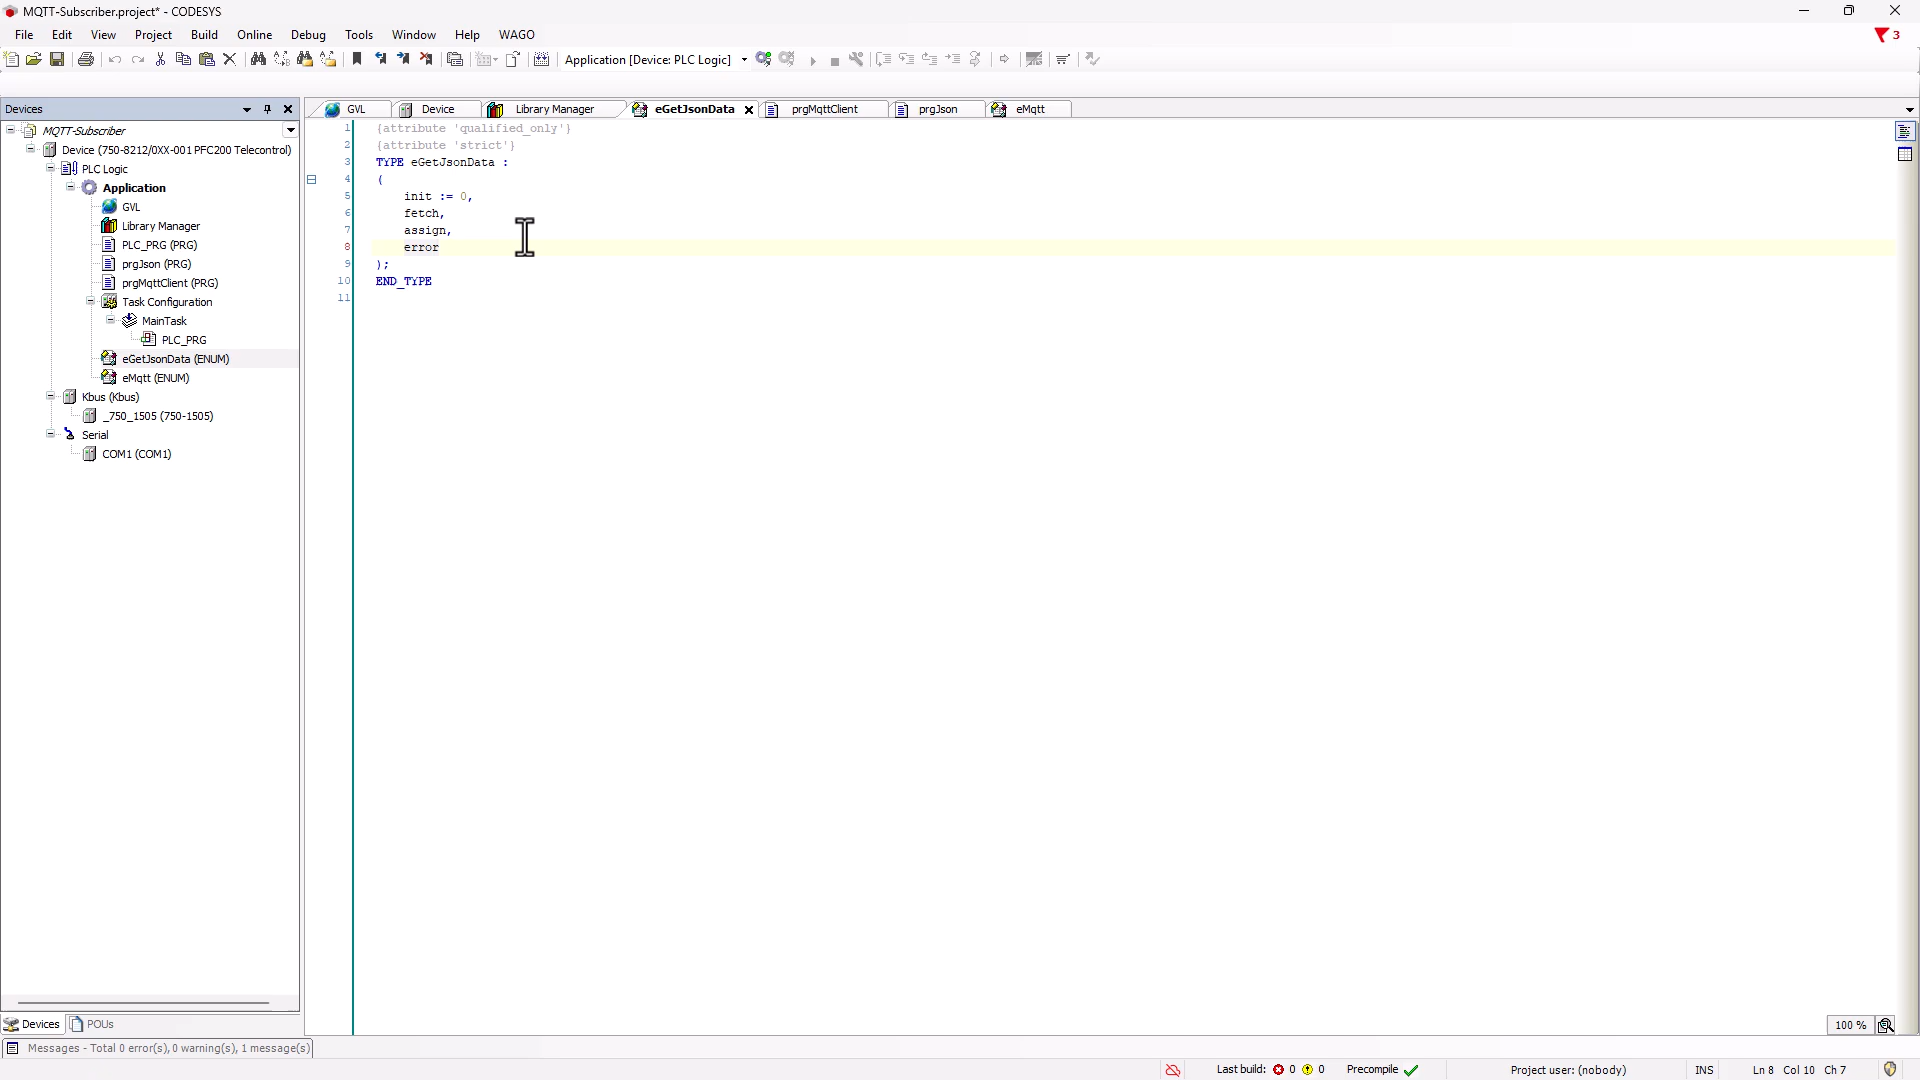 MQTT-Subscriber.project* - CODESYS
File Edit View Project Build Online Debug Tools Window Help WAGO
3
Application [Device: PLC Logic]
Devices
GVL Device Library Manager eGetJsonData prgMqttClient prgJson eMqtt
MQTT-Subscriber
Device (750-8212/0XX-001 PFC200 Telecontrol)
PLC Logic
Application
GVL
Library Manager
PLC_PRG (PRG)
prgJson (PRG)
prgMqttClient (PRG)
Task Configuration
MainTask
PLC_PRG
eGetJsonData (ENUM)
eMqtt (ENUM)
Kbus (Kbus)
_750_1505 (750-1505)
Serial
COM1 (COM1)
1 {attribute 'qualified_only'}
2 {attribute 'strict'}
3 TYPE eGetJsonData :
4 (
5 init := 0,
6 fetch,
7 assign,
8 error
9 );
10 END_TYPE
11
100 %
Devices POUs
Messages - Total 0 error(s), 0 warning(s), 1 message(s)
Last build: 0 0 Precompile Project user: (nobody) INS Ln 8 Col 10 Ch 7